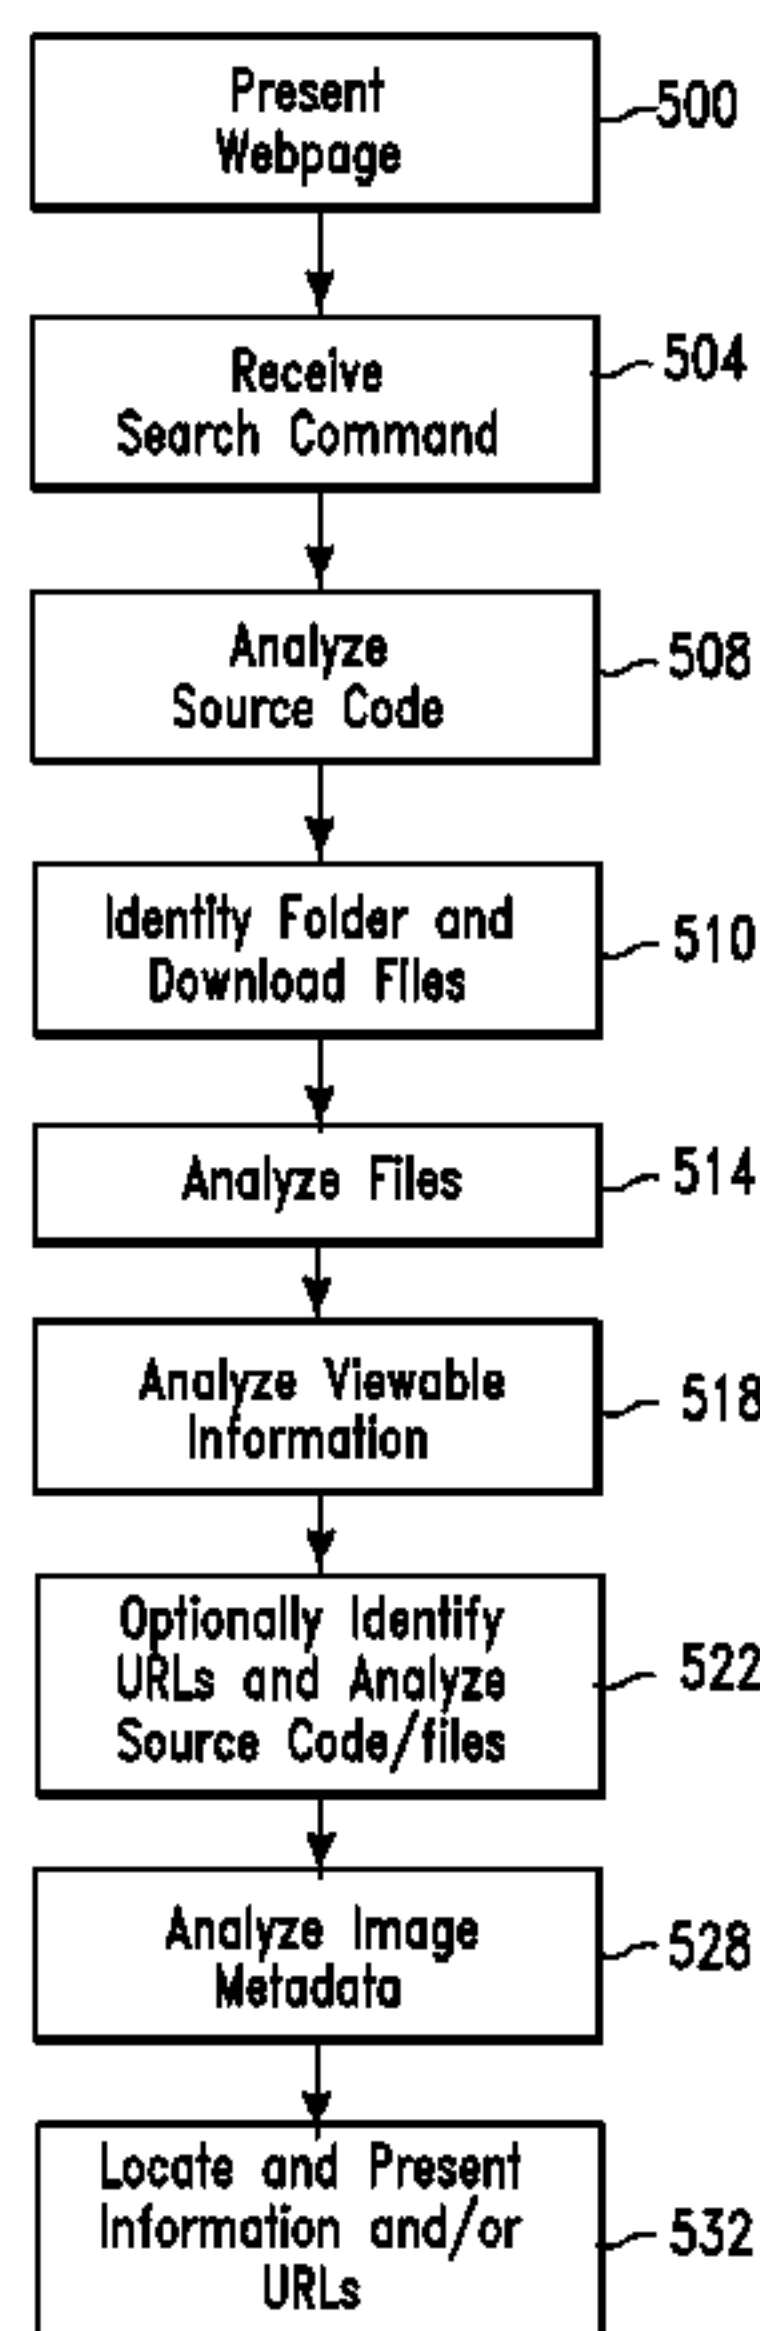 Present
Webpage
500
Receive
Search Command
504
Analyze
Source Code
508
Identify Folder and
Download Files
510
Analyze Files
514
Analyze Viewable
Information
518
Optionally Identify
URLs and Analyze
Source Code/files
522
Analyze Image
Metadata
528
Locate and Present
Information and/or
URLs
532